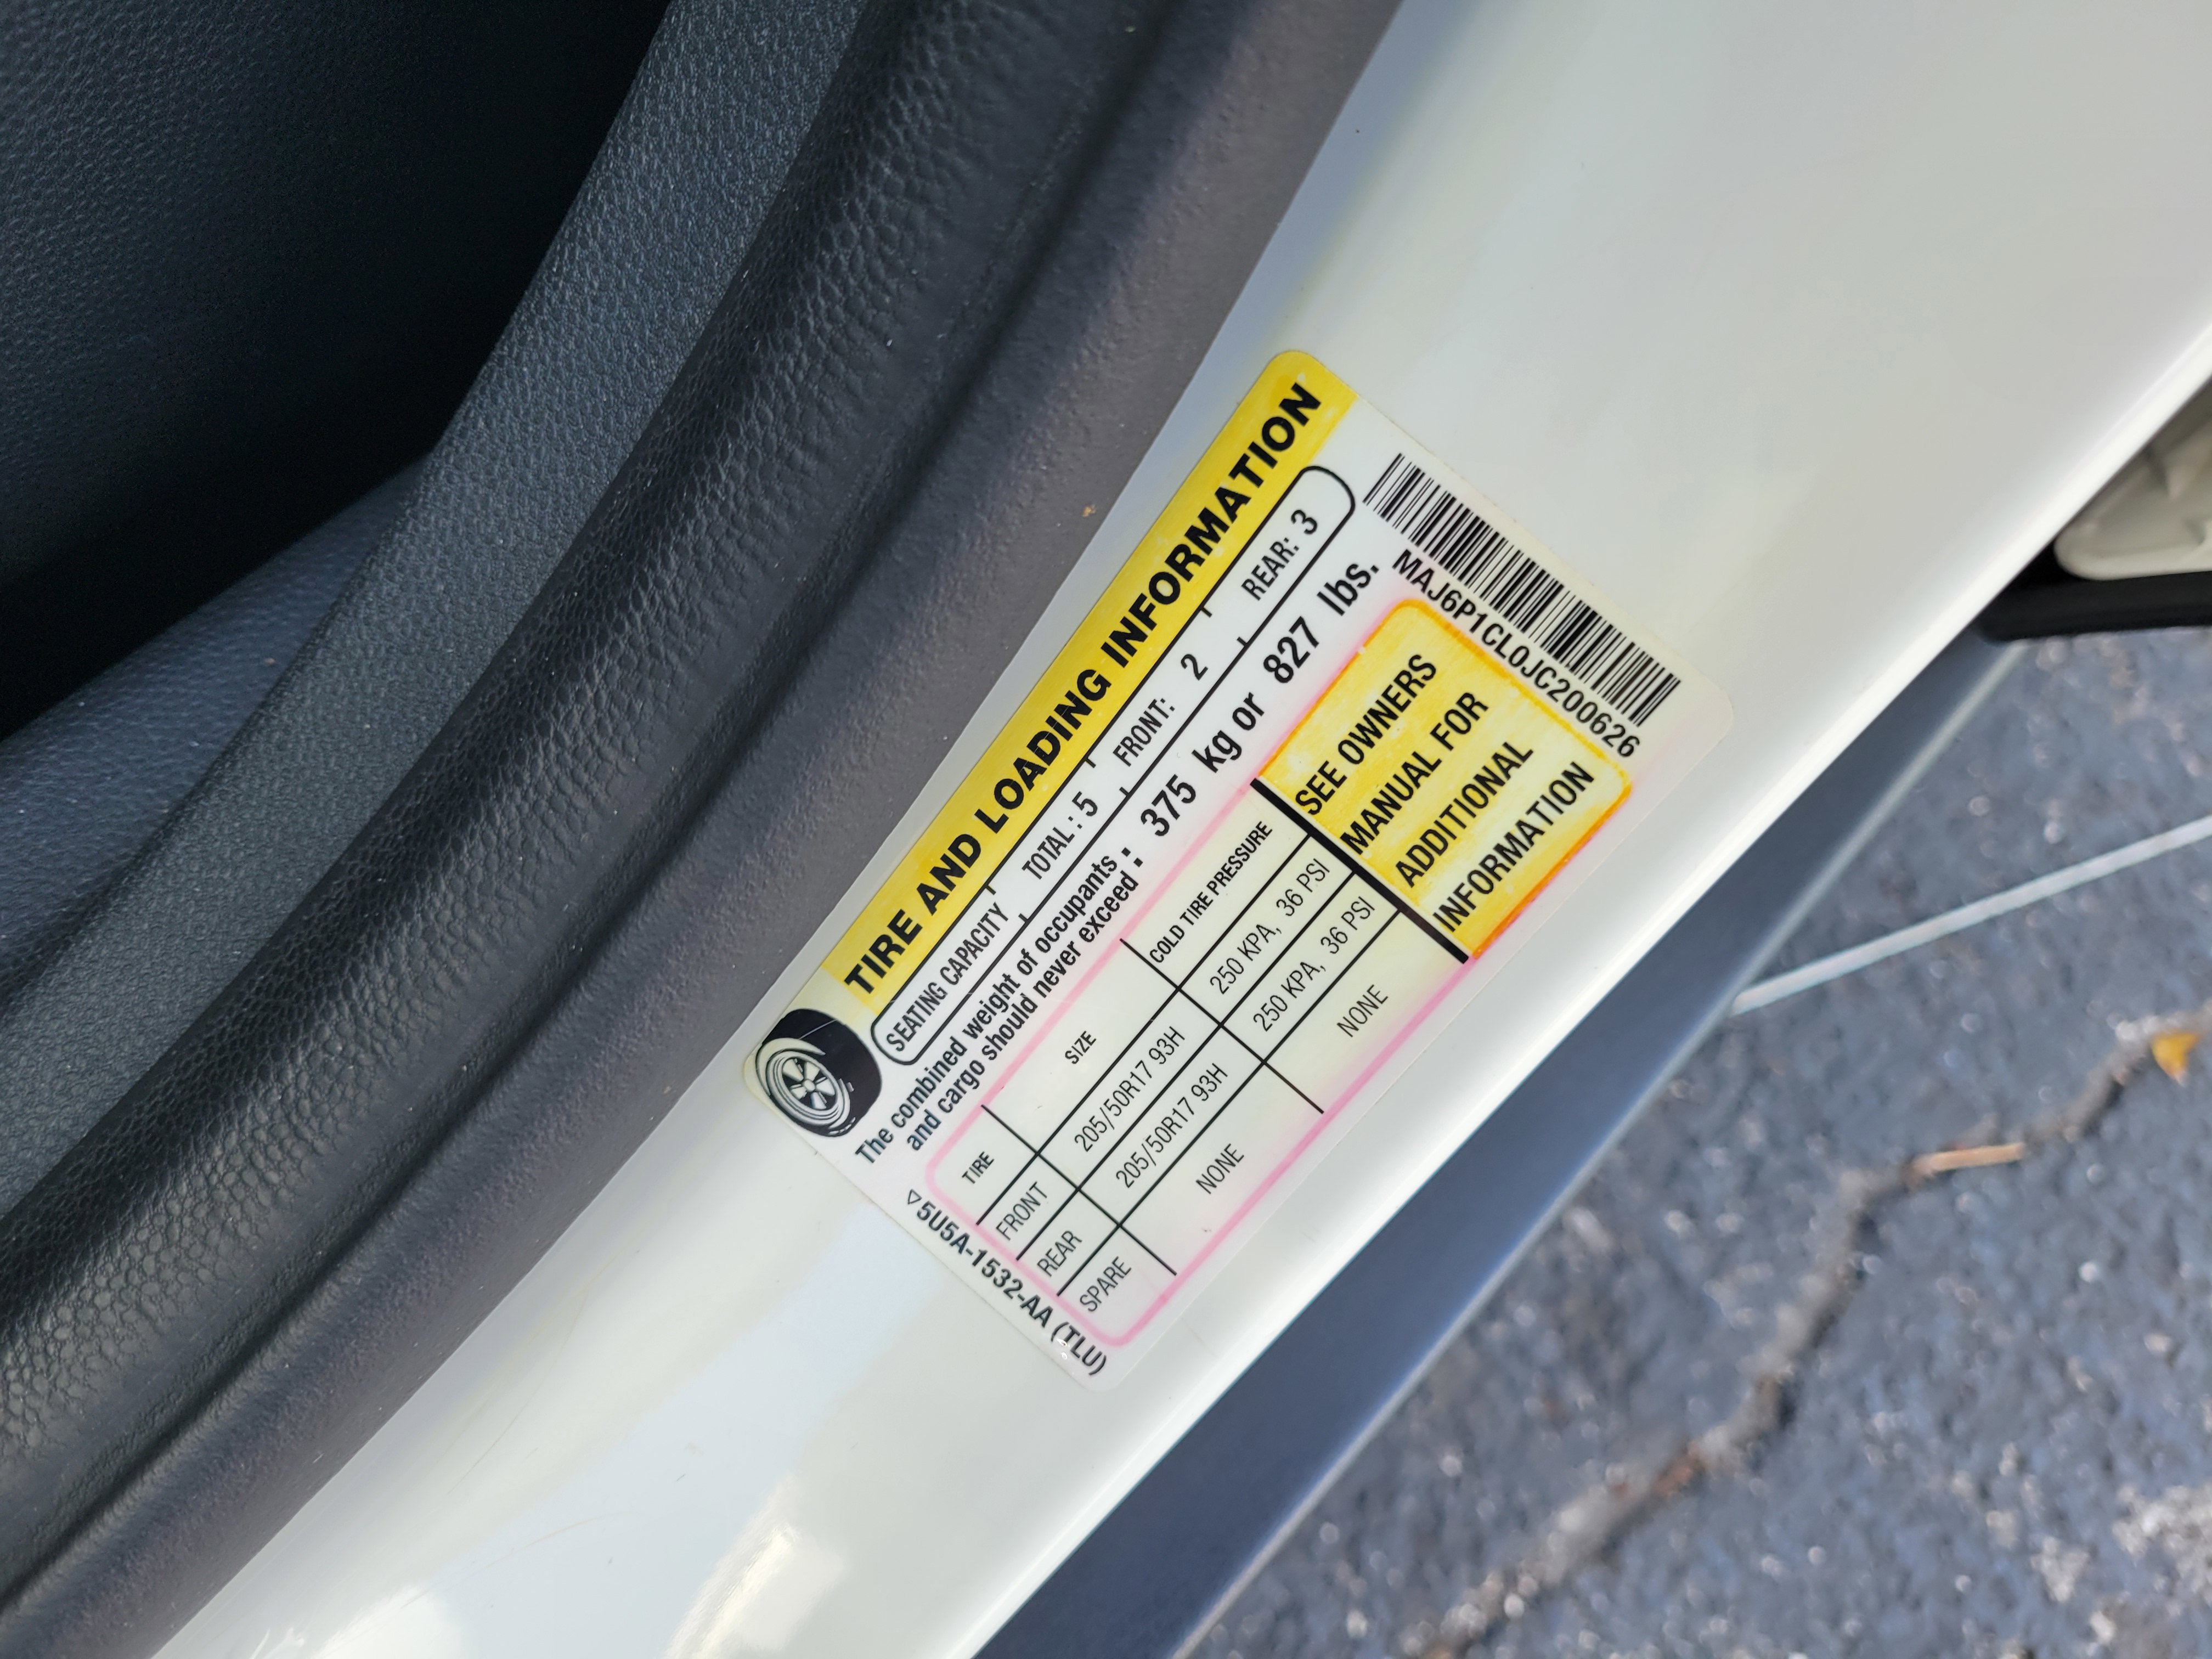 TIRE AND LOADING INFORMATION
SEATING CAPACITY TOTAL : 5 FRONT: 2 REAR: 3
The combined weight of occupants
and cargo should never exceed : 375 kg or 827 lbs.
TIRE SIZE COLD TIRE PRESSURE
FRONT 205/50R17 93H 250 KPA, 36 PSI
REAR 205/50R17 93H 250 KPA, 36 PSI
SPARE NONE NONE
SEE OWNERS
MANUAL FOR
ADDITIONAL
INFORMATION
MAJ6P1CL0JC200626
▽5U5A-1532-AA (TLU)